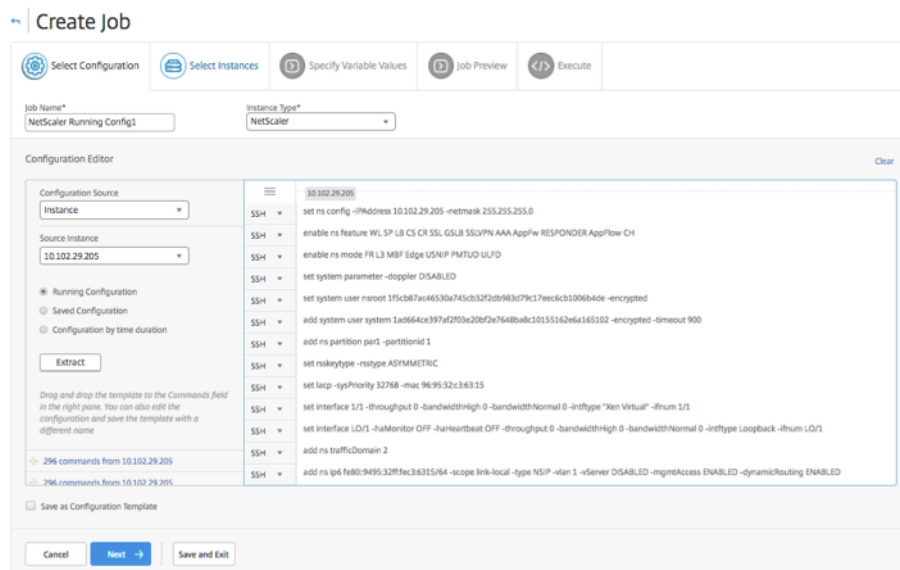 Create Job
Select Configuration
Select Instances
Specify Variable Values
Job Preview
Execute
Job Name*
Instance Type*
NetScaler Running Config1
NetScaler
Configuration Editor
Clear
Configuration Source
Instance
Source Instance
10.102.29.205
Running Configuration
Saved Configuration
Configuration by time duration
Extract
Drag and drop the template to the Commands field
in the right pane. You can also edit the
configuration and save the template with a
different name
296 commands from 10.102.29.205
296 commands from 10.102.29.205
10.102.29.205
SSH set ns config -IPAddress 10.102.29.205 -netmask 255.255.255.0
SSH enable ns feature WL SP LB CS CR SSL GSLB SSLVPN AAA AppFw RESPONDER AppFlow CH
SSH enable ns mode FR L3 MBF Edge USNIP PMTUD ULFD
SSH set system parameter -doppler DISABLED
SSH set system user nsroot 1f5cb87ac46530a745cb32f2db983d79c17eec6cb1006b4de -encrypted
SSH add system user system 1ad664ce397af2f03e20bf2e7648ba8c10155162e6a165102 -encrypted -timeout 900
SSH add ns partition par1 -partitionid 1
SSH set rsskeytype -rsstype ASYMMETRIC
SSH set lacp -sysPriority 32768 -mac 96:95:32:c3:63:15
SSH set interface 1/1 -throughput 0 -bandwidthHigh 0 -bandwidthNormal 0 -intftype "Xen Virtual" -ifnum 1/1
SSH set interface LO/1 -haMonitor OFF -haHeartbeat OFF -throughput 0 -bandwidthHigh 0 -bandwidthNormal 0 -intftype Loopback -ifnum LO/1
SSH add ns trafficDomain 2
SSH add ns ip6 fe80::9495:32ff:fec3:6315/64 -scope link-local -type NSIP -vlan 1 -vServer DISABLED -mgmtAccess ENABLED -dynamicRouting ENABLED
Save as Configuration Template
Cancel
Next
Save and Exit